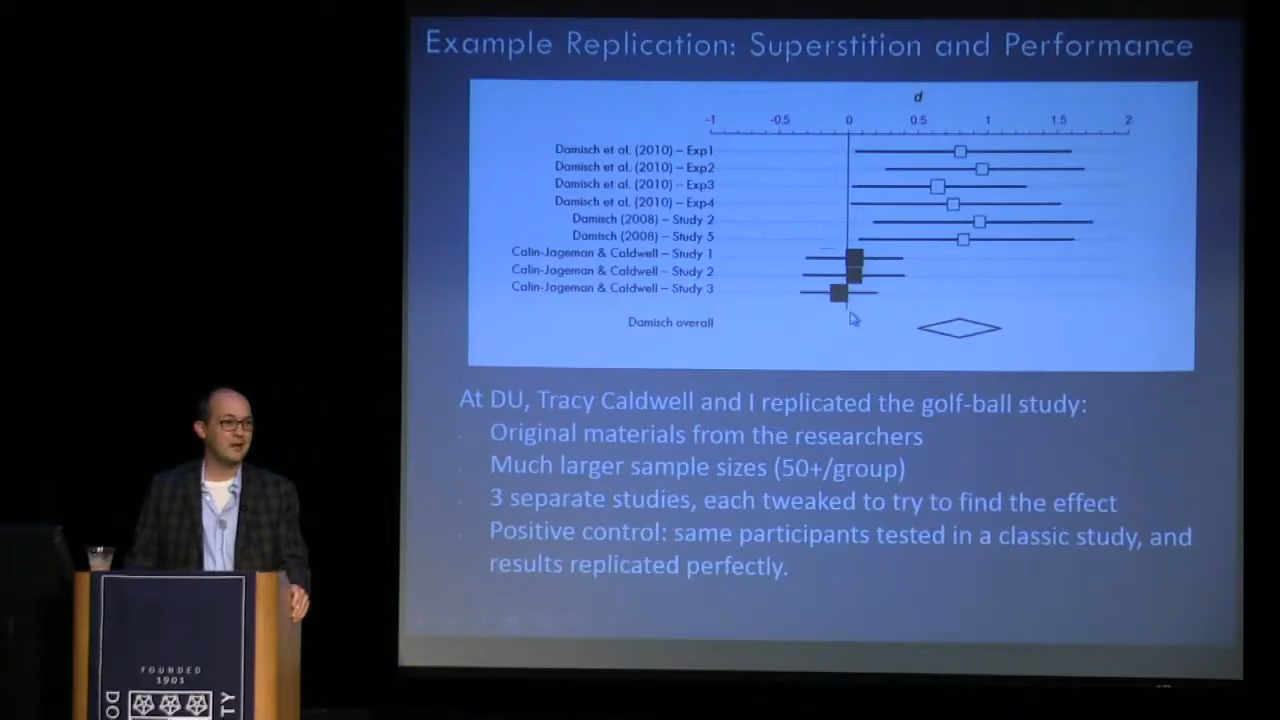 Example Replication: Superstition and Performance
d
-1 -0.5 0 0.5 1 1.5 2
Damisch et al. (2010) – Exp1
Damisch et al. (2010) – Exp2
Damisch et al. (2010) – Exp3
Damisch et al. (2010) – Exp4
Damisch (2008) – Study 2
Damisch (2008) – Study 5
Calin-Jageman & Caldwell – Study 1
Calin-Jageman & Caldwell – Study 2
Calin-Jageman & Caldwell – Study 3
Damisch overall
At DU, Tracy Caldwell and I replicated the golf-ball study:
Original materials from the researchers
Much larger sample sizes (50+/group)
3 separate studies, each tweaked to try to find the effect
Positive control: same participants tested in a classic study, and
results replicated perfectly.
FOUNDED
1901
DO
TY